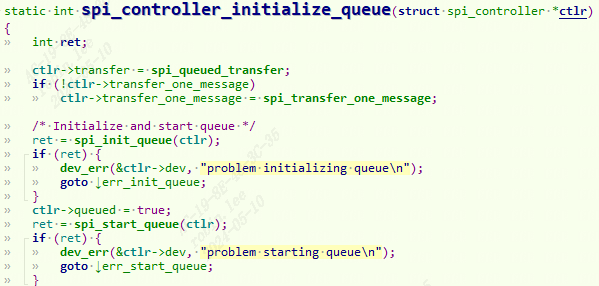 static int spi_controller_initialize_queue(struct spi_controller *ctlr)
{
int ret;
ctlr->transfer = spi_queued_transfer;
if (!ctlr->transfer_one_message)
ctlr->transfer_one_message = spi_transfer_one_message;
/* Initialize and start queue */
ret = spi_init_queue(ctlr);
if (ret) {
dev_err(&ctlr->dev, "problem initializing queue\n");
goto ↓err_init_queue;
}
ctlr->queued = true;
ret = spi_start_queue(ctlr);
if (ret) {
dev_err(&ctlr->dev, "problem starting queue\n");
goto ↓err_start_queue;
}